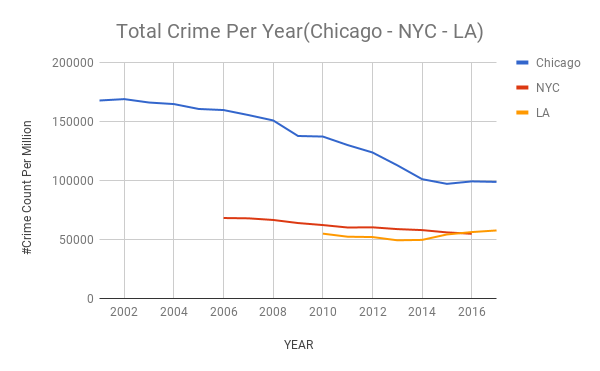 Total Crime Per Year(Chicago - NYC - LA)
200000
150000
100000
50000
0
#Crime Count Per Million
2002 2004 2006 2008 2010 2012 2014 2016
YEAR
Chicago
NYC
LA